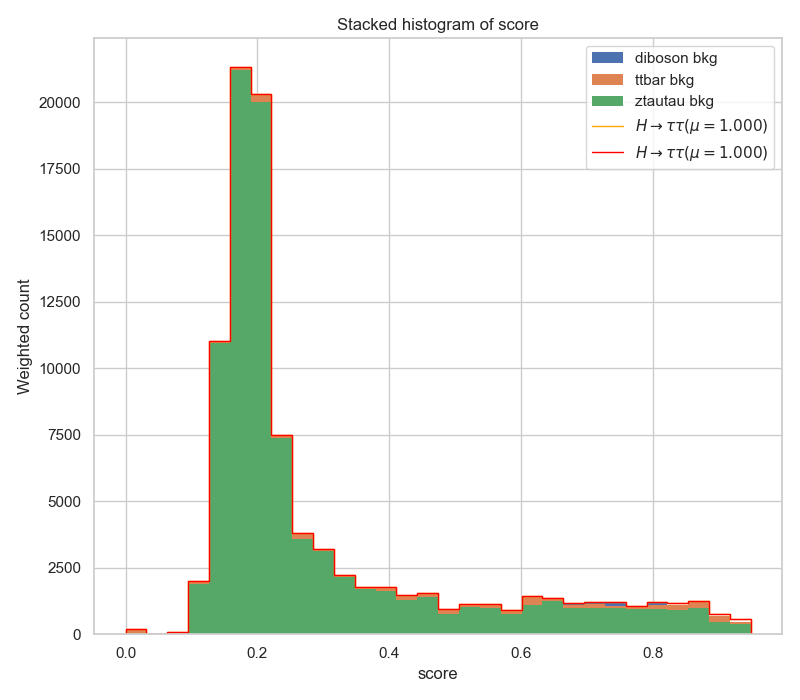 Stacked histogram of score
diboson bkg
ttbar bkg
ztautau bkg
H → ττ(μ = 1.000)
H → ττ(μ = 1.000)
Weighted count
20000
17500
15000
12500
10000
7500
5000
2500
0
0.0 0.2 0.4 0.6 0.8
score